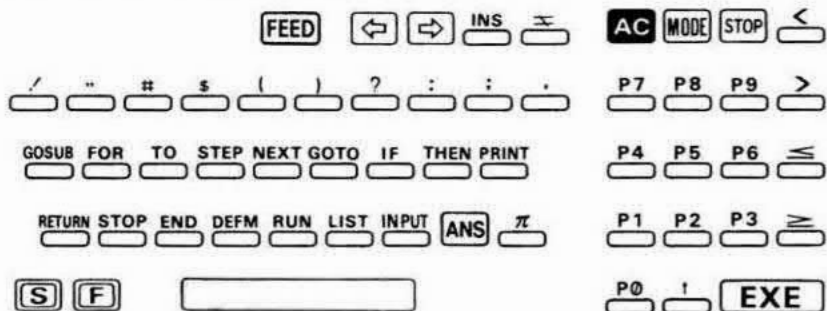 FEED ⇦ ⇨ INS ≍ AC MODE STOP <
! " # $ ( ) ? : ; , P7 P8 P9 >
GOSUB FOR TO STEP NEXT GOTO IF THEN PRINT P4 P5 P6 ≤
RETURN STOP END DEFM RUN LIST INPUT ANS π P1 P2 P3 ≥
S F P0 ! EXE